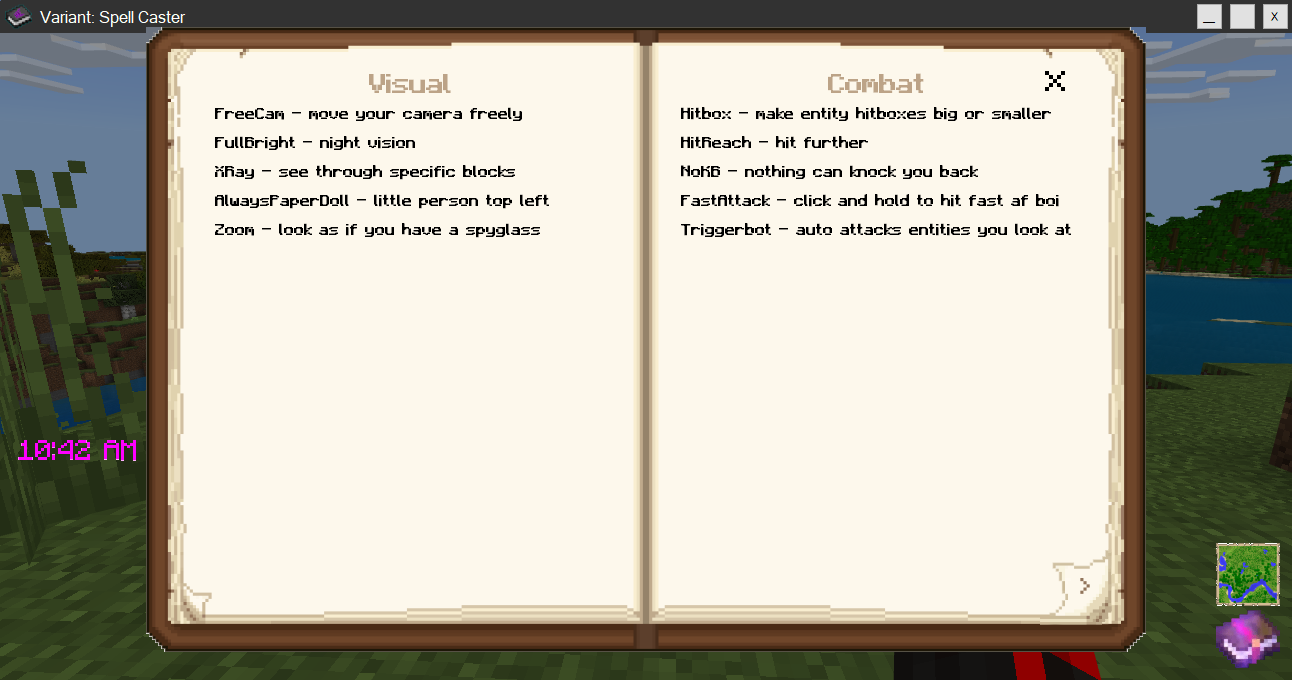 Variant: Spell Caster
Visual
FreeCam - move your camera freely
FullBright - night vision
XRay - see through specific blocks
AlwaysPaperDoll - little person top left
Zoom - look as if you have a spyglass
Combat
Hitbox - make entity hitboxes big or smaller
HitReach - hit further
NoKB - nothing can knock you back
FastAttack - click and hold to hit fast af boi
Triggerbot - auto attacks entities you look at
10:42 AM